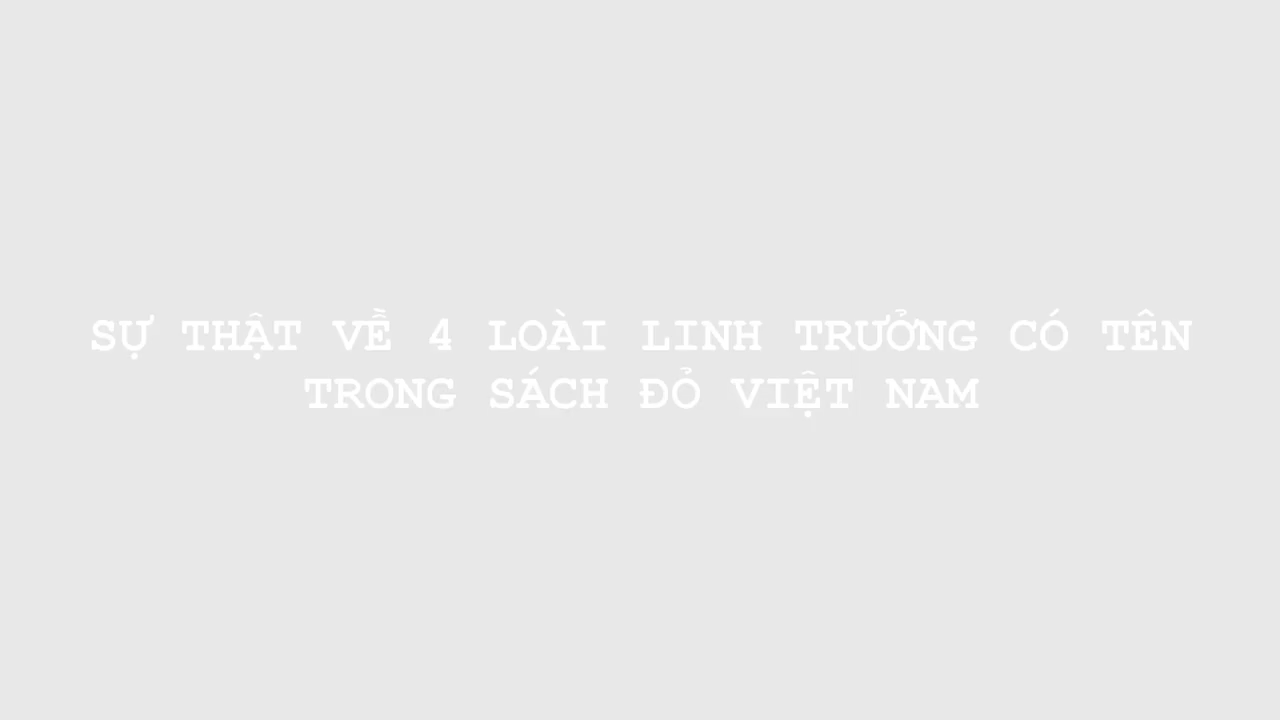 SỰ THẬT VỀ 4 LOÀI LINH TRƯỞNG CÓ TÊN
TRONG SÁCH ĐỎ VIỆT NAM